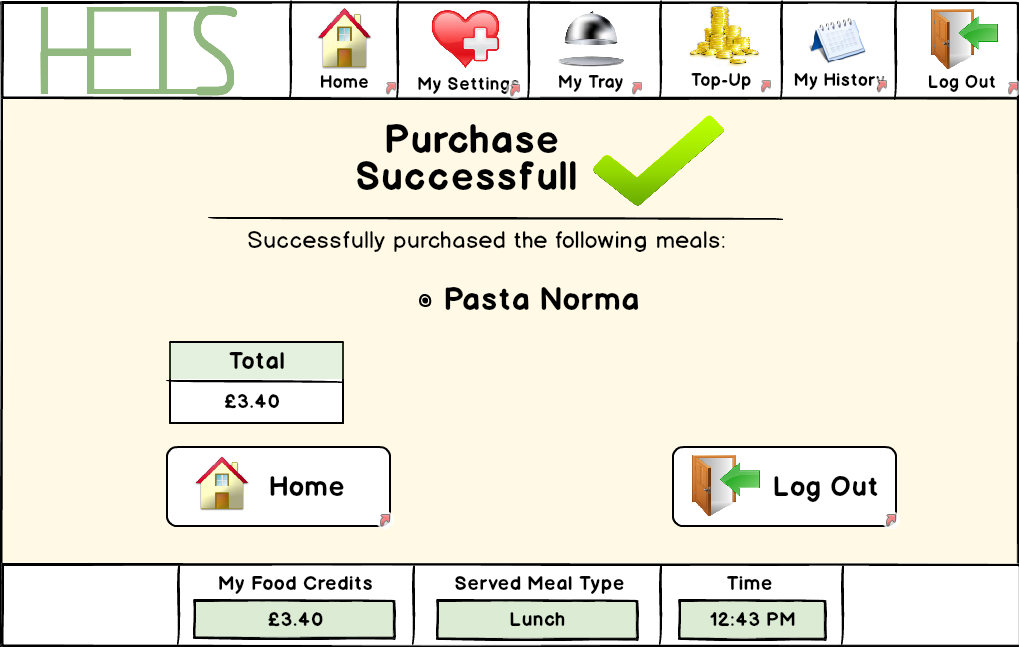 HEIS
Home
My Settings
My Tray
Top-Up
My History
Log Out
Purchase
Successfull
Successfully purchased the following meals:
Pasta Norma
Total
£3.40
Home
Log Out
My Food Credits
Served Meal Type
Time
£3.40
Lunch
12:43 PM